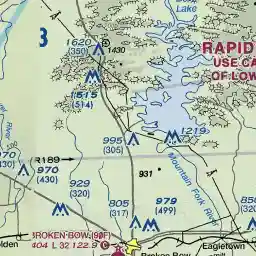 Lake
3
1620
(350)
1430
RAPID
USE CA
OF LOW
1515
(514)
River
995
(305)
1219
970
(430)
R189
970
(430)
931
Mountain Fork River
929
(320)
805
(317)
979
(499)
850
BROKEN BOW (90F)
404 L 32 122.9
Broken Bow
Eagletown
mill